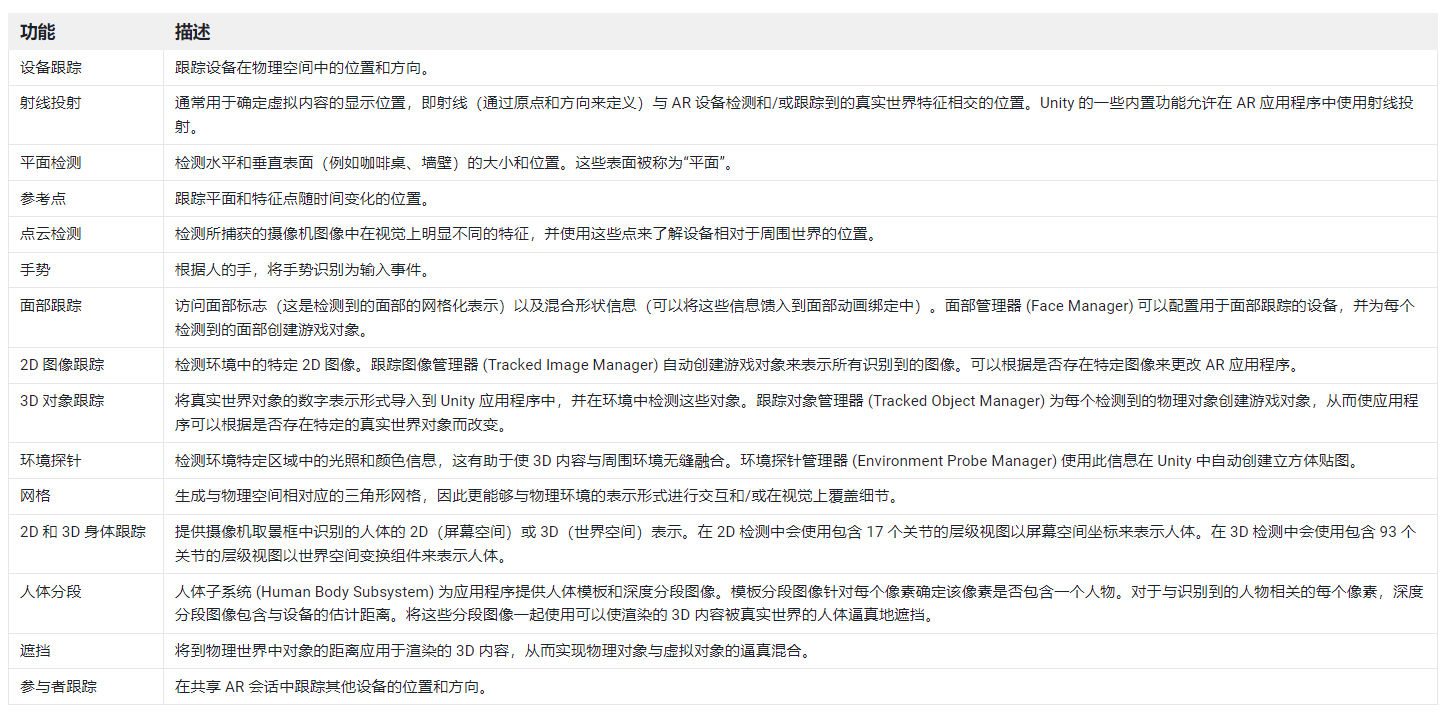 功能
描述
设备跟踪
跟踪设备在物理空间中的位置和方向。
射线投射
通常用于确定虚拟内容的显示位置，即射线（通过原点和方向来定义）与 AR 设备检测和/或跟踪到的真实世界特征相交的位置。Unity 的一些内置功能允许在 AR 应用程序中使用射线投
射。
平面检测
检测水平和垂直表面（例如咖啡桌、墙壁）的大小和位置。这些表面被称为“平面”。
参考点
跟踪平面和特征点随时间变化的位置。
点云检测
检测所捕获的摄像机图像中在视觉上明显不同的特征，并使用这些点来了解设备相对于周围世界的位置。
手势
根据人的手，将手势识别为输入事件。
面部跟踪
访问面部标志（这是检测到的面部的网格化表示）以及混合形状信息（可以将这些信息馈入到面部动画绑定中）。面部管理器 (Face Manager) 可以配置用于面部跟踪的设备，并为每个
检测到的面部创建游戏对象。
2D 图像跟踪
检测环境中的特定 2D 图像。跟踪图像管理器 (Tracked Image Manager) 自动创建游戏对象来表示所有识别到的图像。可以根据是否存在特定图像来更改 AR 应用程序。
3D 对象跟踪
将真实世界对象的数字表示形式导入到 Unity 应用程序中，并在环境中检测这些对象。跟踪对象管理器 (Tracked Object Manager) 为每个检测到的物理对象创建游戏对象，从而使应用程
序可以根据是否存在特定的真实世界对象而改变。
环境探针
检测环境特定区域中的光照和颜色信息，这有助于使 3D 内容与周围环境无缝融合。环境探针管理器 (Environment Probe Manager) 使用此信息在 Unity 中自动创建立方体贴图。
网格
生成与物理空间相对应的三角形网格，因此更能够与物理环境的表示形式进行交互和/或在视觉上覆盖细节。
2D 和 3D 身体跟踪
提供摄像机取景框中识别的人体的 2D（屏幕空间）或 3D（世界空间）表示。在 2D 检测中会使用包含 17 个关节的层级视图以屏幕空间坐标来表示人体。在 3D 检测中会使用包含 93 个
关节的层级视图以世界空间变换组件来表示人体。
人体分段
人体子系统 (Human Body Subsystem) 为应用程序提供人体模板和深度分段图像。模板分段图像针对每个像素确定该像素是否包含一个人物。对于与识别到的人物相关的每个像素，深度
分段图像包含与设备的估计距离。将这些分段图像一起使用可以使渲染的 3D 内容被真实世界的人体逼真地遮挡。
遮挡
将到物理世界中对象的距离应用于渲染的 3D 内容，从而实现物理对象与虚拟对象的逼真混合。
参与者跟踪
在共享 AR 会话中跟踪其他设备的位置和方向。